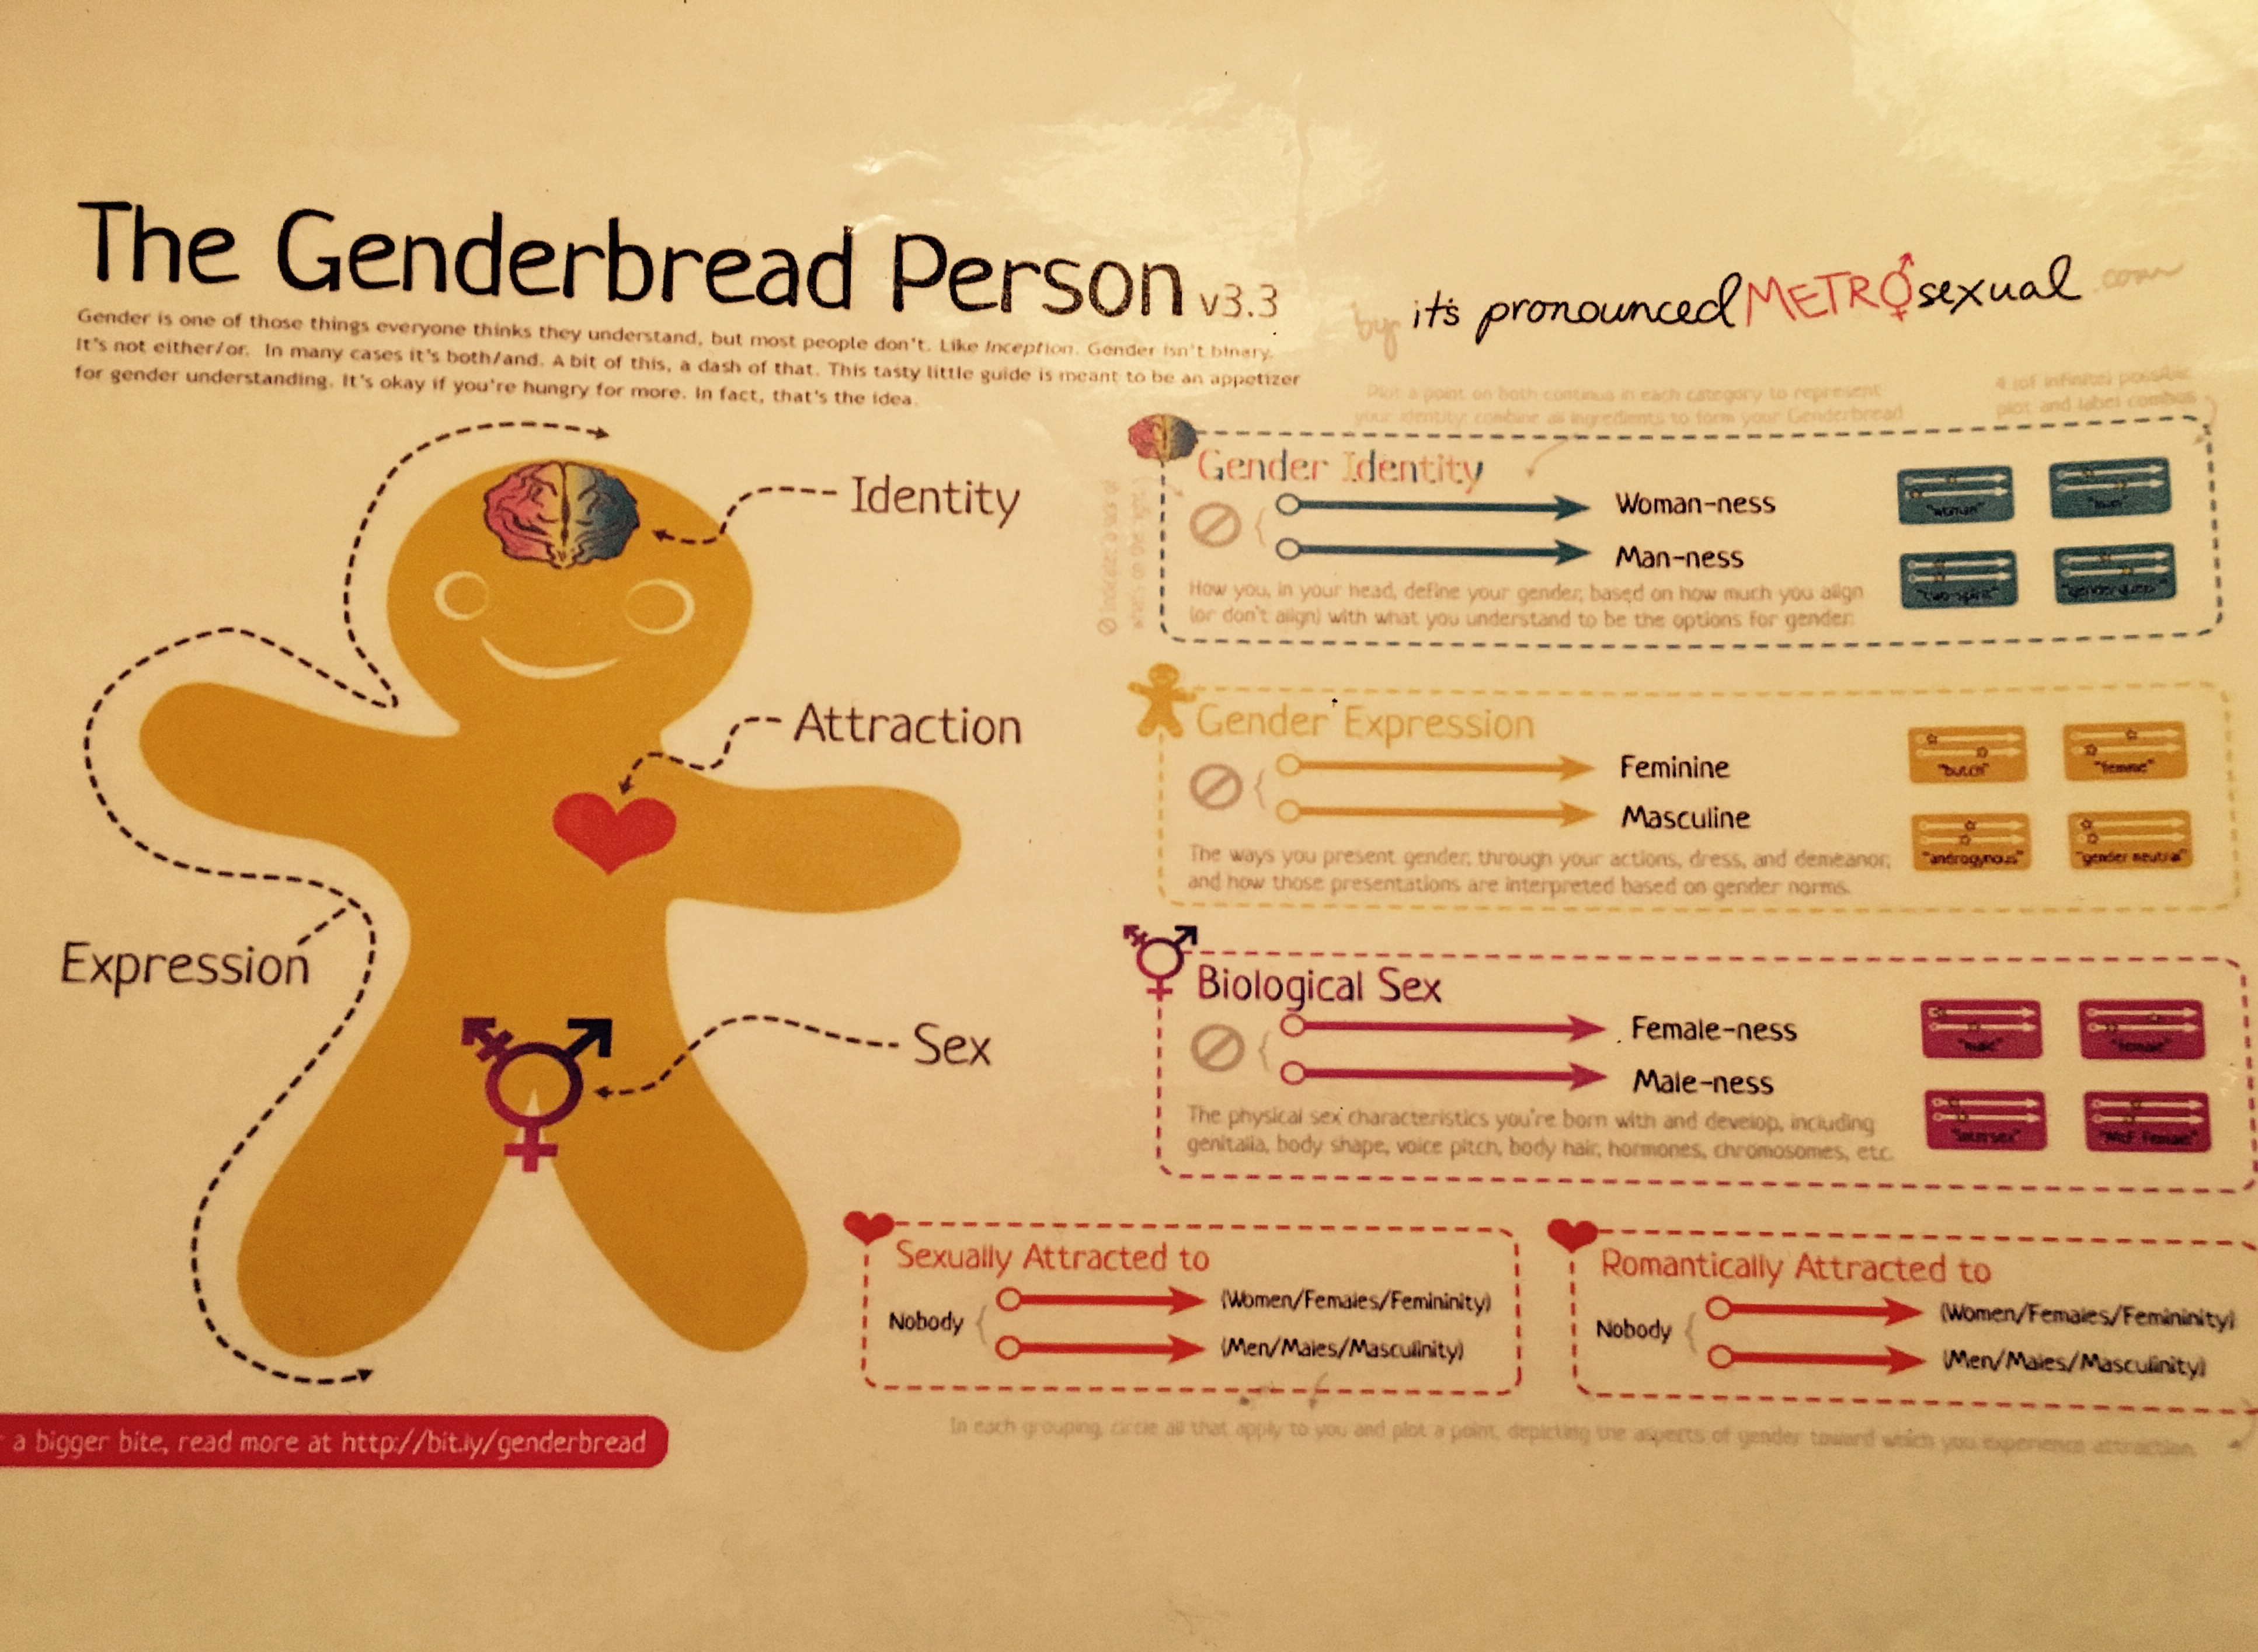 The Genderbread Person v3.3
by: it's pronounced METROsexual .com
Gender is one of those things everyone thinks they understand, but most people don't. Like Inception. Gender isn't binary.
It's not either/or. In many cases it's both/and. A bit of this, a dash of that. This tasty little guide is meant to be an appetizer
for gender understanding. It's okay if you're hungry for more. In fact, that's the idea.
Plot a point on both continua in each category to represent
your identity; combine all ingredients to form your Genderbread
4 (of infinite) possible
plot and label combos
Identity
Attraction
Expression
Sex
Gender Identity
Woman-ness
Man-ness
How you, in your head, define your gender, based on how much you align
(or don't align) with what you understand to be the options for gender.
"woman"
"two-spirit"
"genderqueer"
Gender Expression
Feminine
Masculine
The ways you present gender, through your actions, dress, and demeanor,
and how those presentations are interpreted based on gender norms.
"butch"
"femme"
"androgynous"
"gender neutral"
Biological Sex
Female-ness
Male-ness
The physical sex characteristics you're born with and develop, including
genitalia, body shape, voice pitch, body hair, hormones, chromosomes, etc.
"male"
"female"
"intersex"
"MtF Female"
Sexually Attracted to
Nobody
(Women/Females/Femininity)
(Men/Males/Masculinity)
Romantically Attracted to
Nobody
(Women/Females/Femininity)
(Men/Males/Masculinity)
In each grouping, circle all that apply to you and plot a point, depicting the aspects of gender toward which you experience attraction.
a bigger bite, read more at http://bit.ly/genderbread